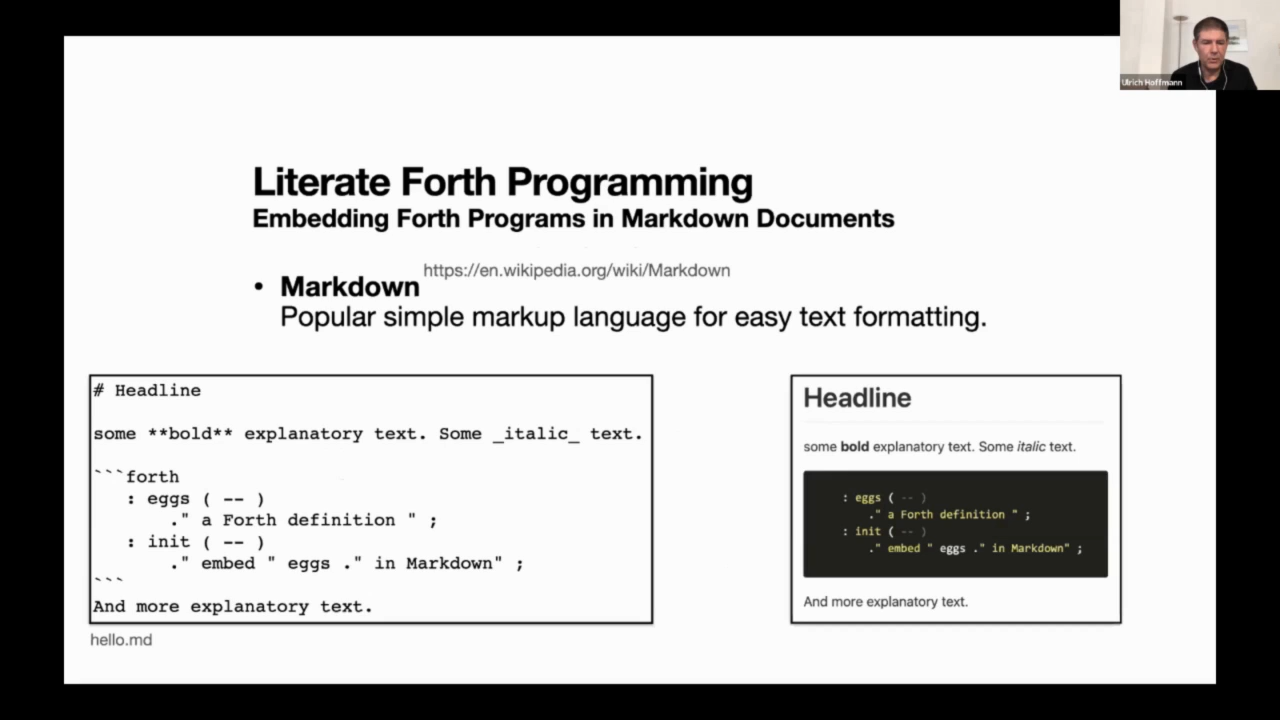 Ulrich Hoffmann
Literate Forth Programming
Embedding Forth Programs in Markdown Documents
https://en.wikipedia.org/wiki/Markdown
• Markdown
Popular simple markup language for easy text formatting.
# Headline
some **bold** explanatory text. Some _italic_ text.
```forth
   : eggs ( -- )
       ." a Forth definition " ;
   : init ( -- )
       ." embed " eggs ." in Markdown" ;
```
And more explanatory text.
hello.md
Headline
some bold explanatory text. Some italic text.
: eggs ( -- )
    ." a Forth definition " ;
: init ( -- )
    ." embed " eggs ." in Markdown" ;
And more explanatory text.